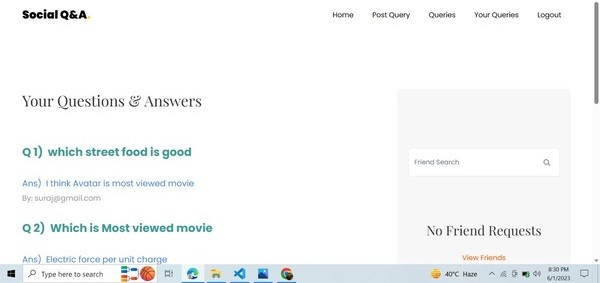 Social Q&A.
Home
Post Query
Queries
Your Queries
Logout
Your Questions & Answers
Q 1) which street food is good
Ans) I think Avatar is most viewed movie
By: suraj@gmail.com
Q 2) Which is Most viewed movie
Ans) Electric force per unit charge
Friend Search
No Friend Requests
View Friends
Type here to search
40°C Haze
8:30 PM
6/1/2023